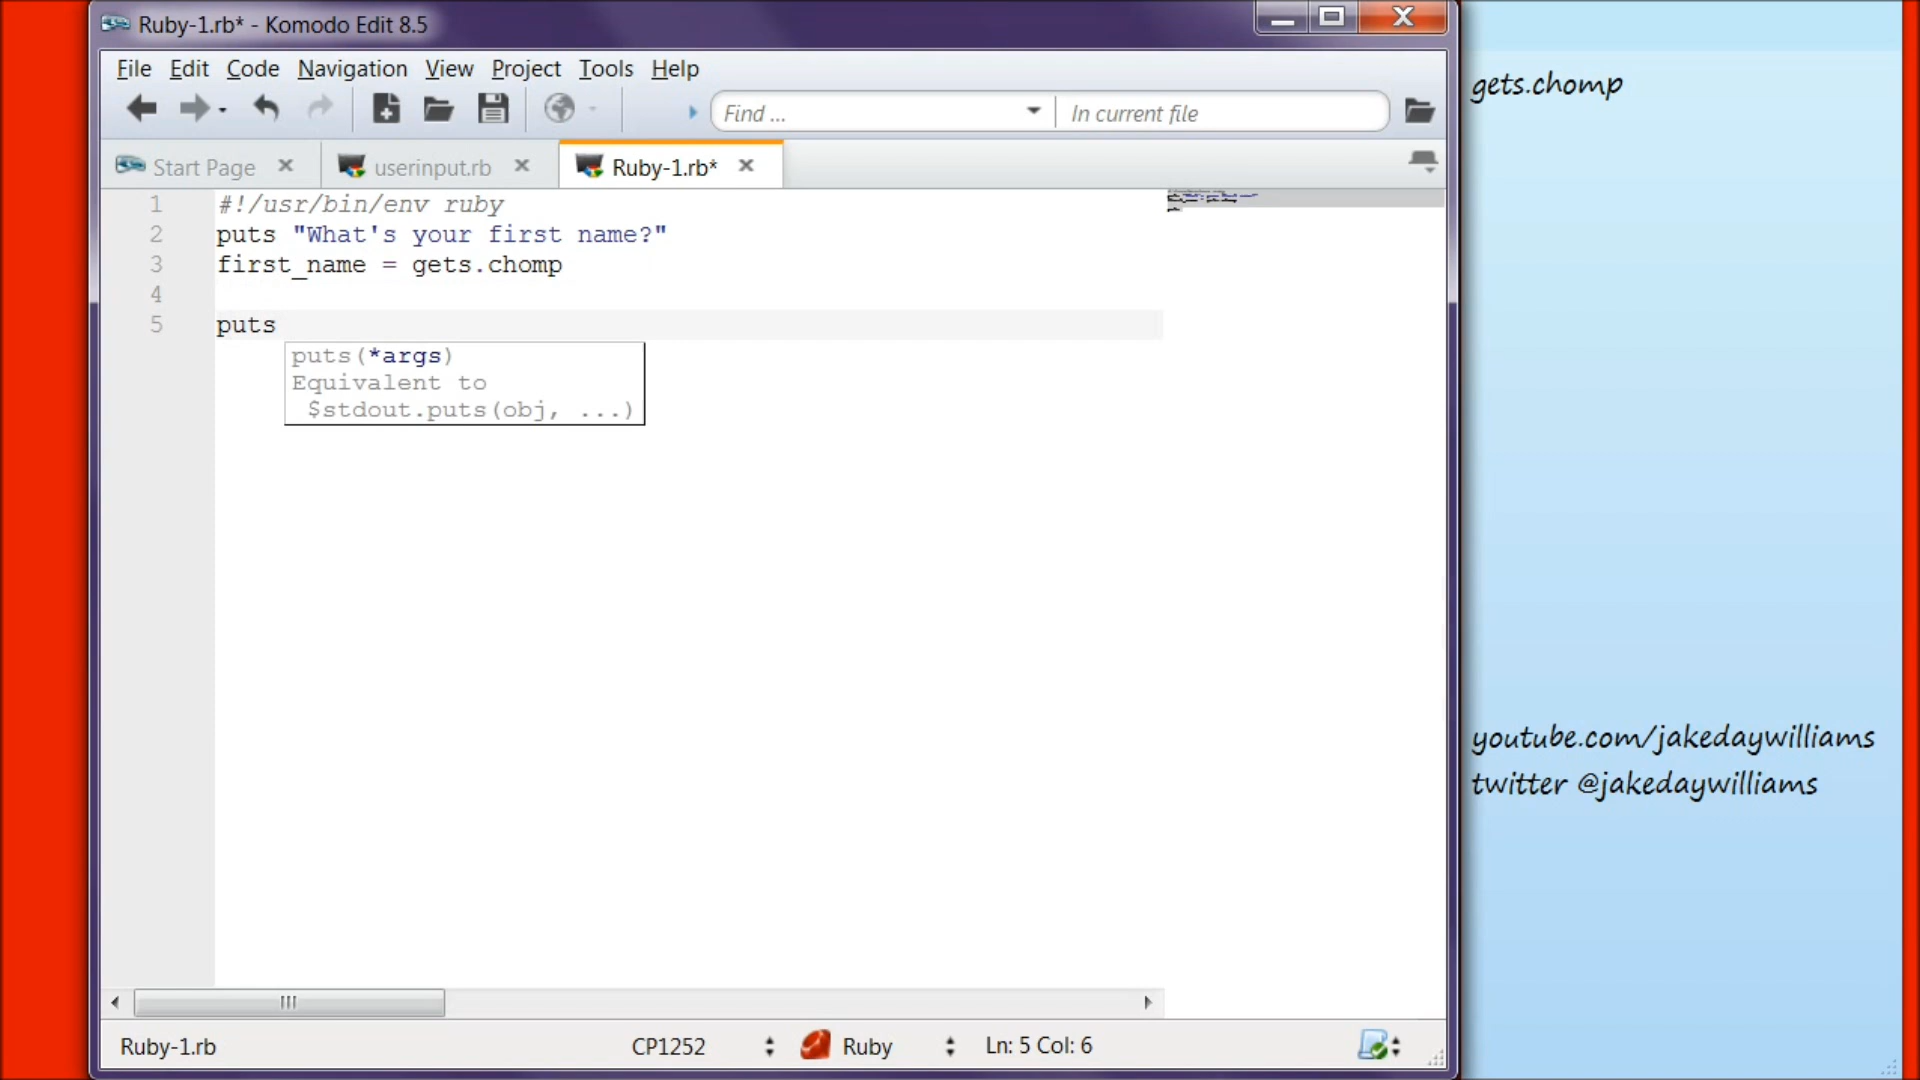 Ruby-1.rb* - Komodo Edit 8.5
File Edit Code Navigation View Project Tools Help
Find ... In current file
Start Page userinput.rb Ruby-1.rb*
1 #!/usr/bin/env ruby
2 puts "What's your first name?"
3 first_name = gets.chomp
4
5 puts
puts(*args)
Equivalent to
$stdout.puts(obj, ...)
Ruby-1.rb CP1252 Ruby Ln: 5 Col: 6
gets.chomp
youtube.com/jakedaywilliams
twitter @jakedaywilliams